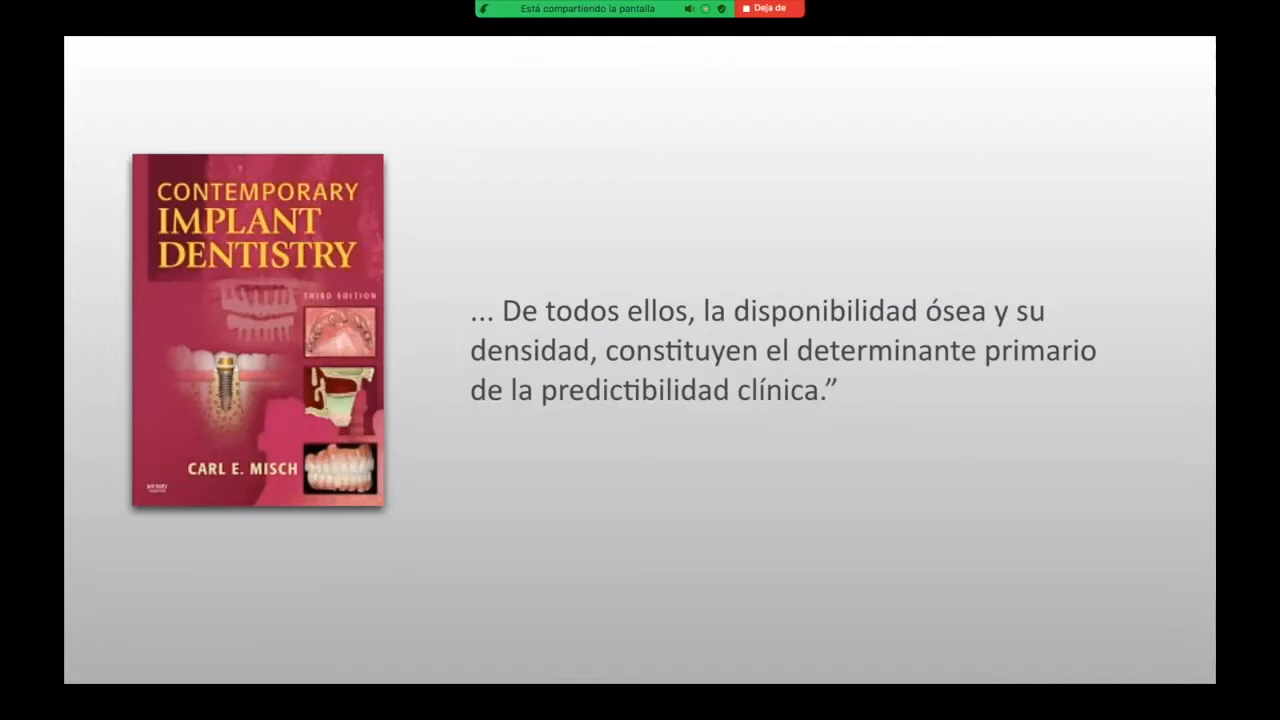 Está compartiendo la pantalla
Deja de
CONTEMPORARY
IMPLANT
DENTISTRY
THIRD EDITION
CARL E. MISCH
... De todos ellos, la disponibilidad ósea y su
densidad, constituyen el determinante primario
de la predictibilidad clínica.”